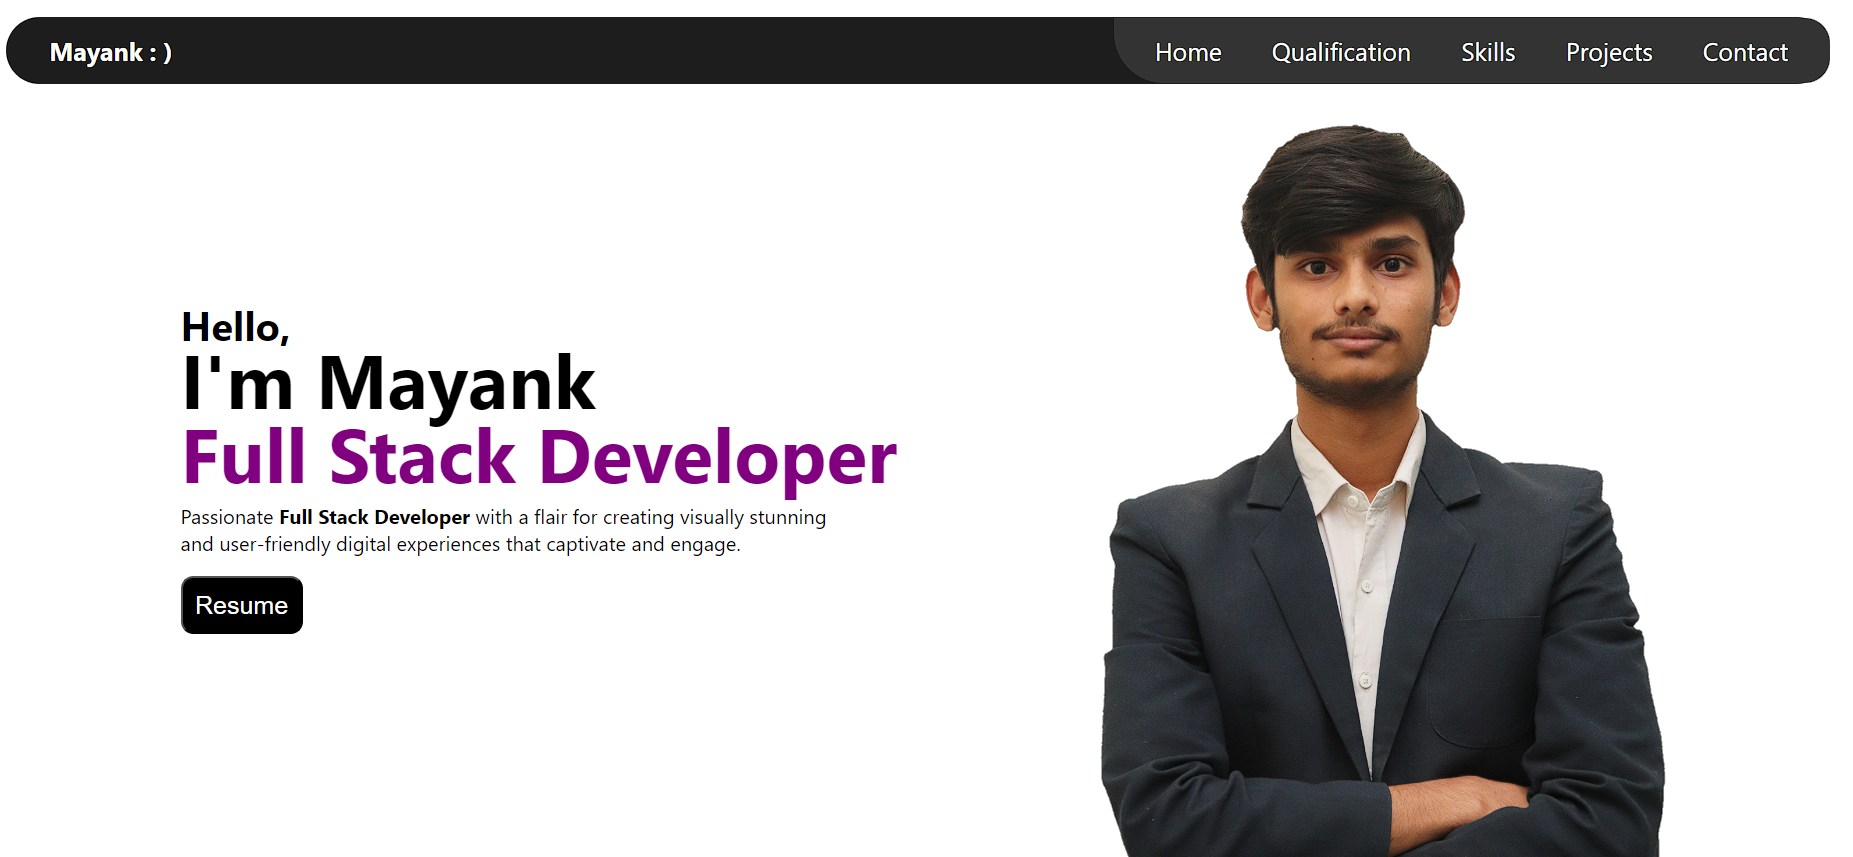 Mayank : )
Home Qualification Skills Projects Contact
Hello,
I'm Mayank
Full Stack Developer
Passionate Full Stack Developer with a flair for creating visually stunning
and user-friendly digital experiences that captivate and engage.
Resume